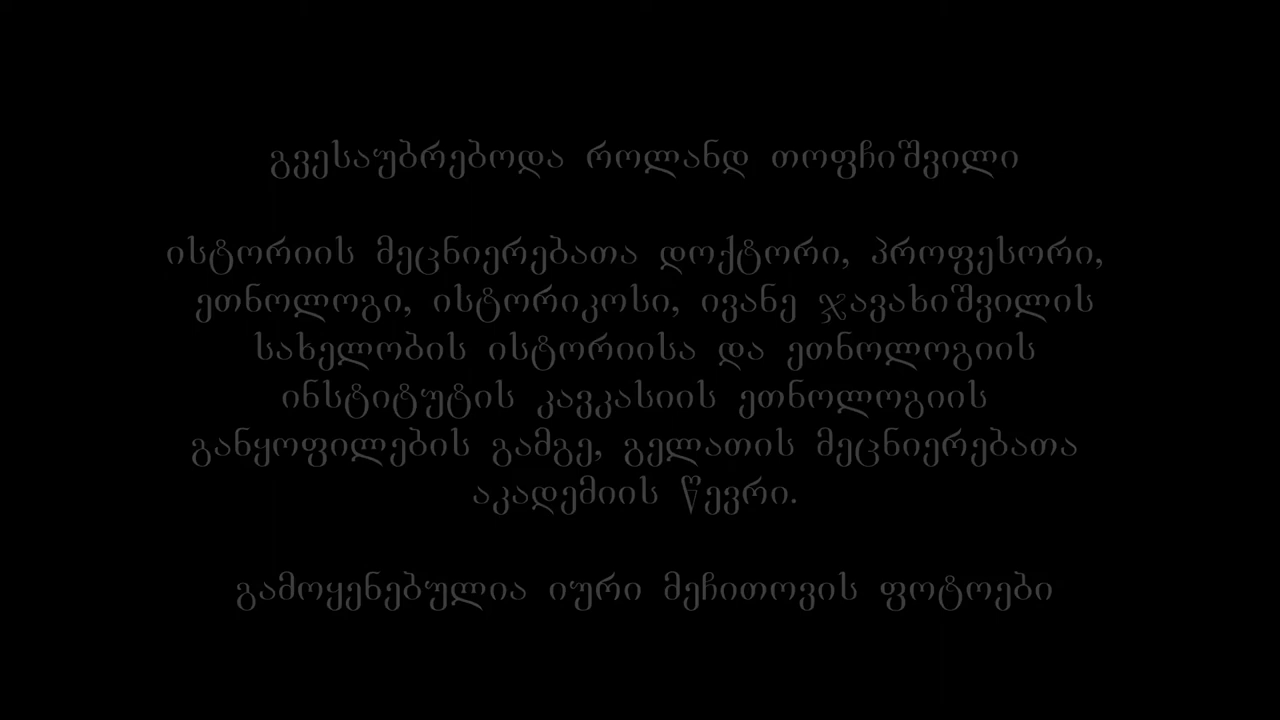 გვესაუბრებოდა როლანდ თოფჩიშვილი
ისტორიის მეცნიერებათა დოქტორი, პროფესორი,
ეთნოლოგი, ისტორიკოსი, ივანე ჯავახიშვილის
სახელობის ისტორიისა და ეთნოლოგიის
ინსტიტუტის კავკასიის ეთნოლოგიის
განყოფილების გამგე, გელათის მეცნიერებათა
აკადემიის წევრი.
გამოყენებულია იური მეჩითოვის ფოტოები